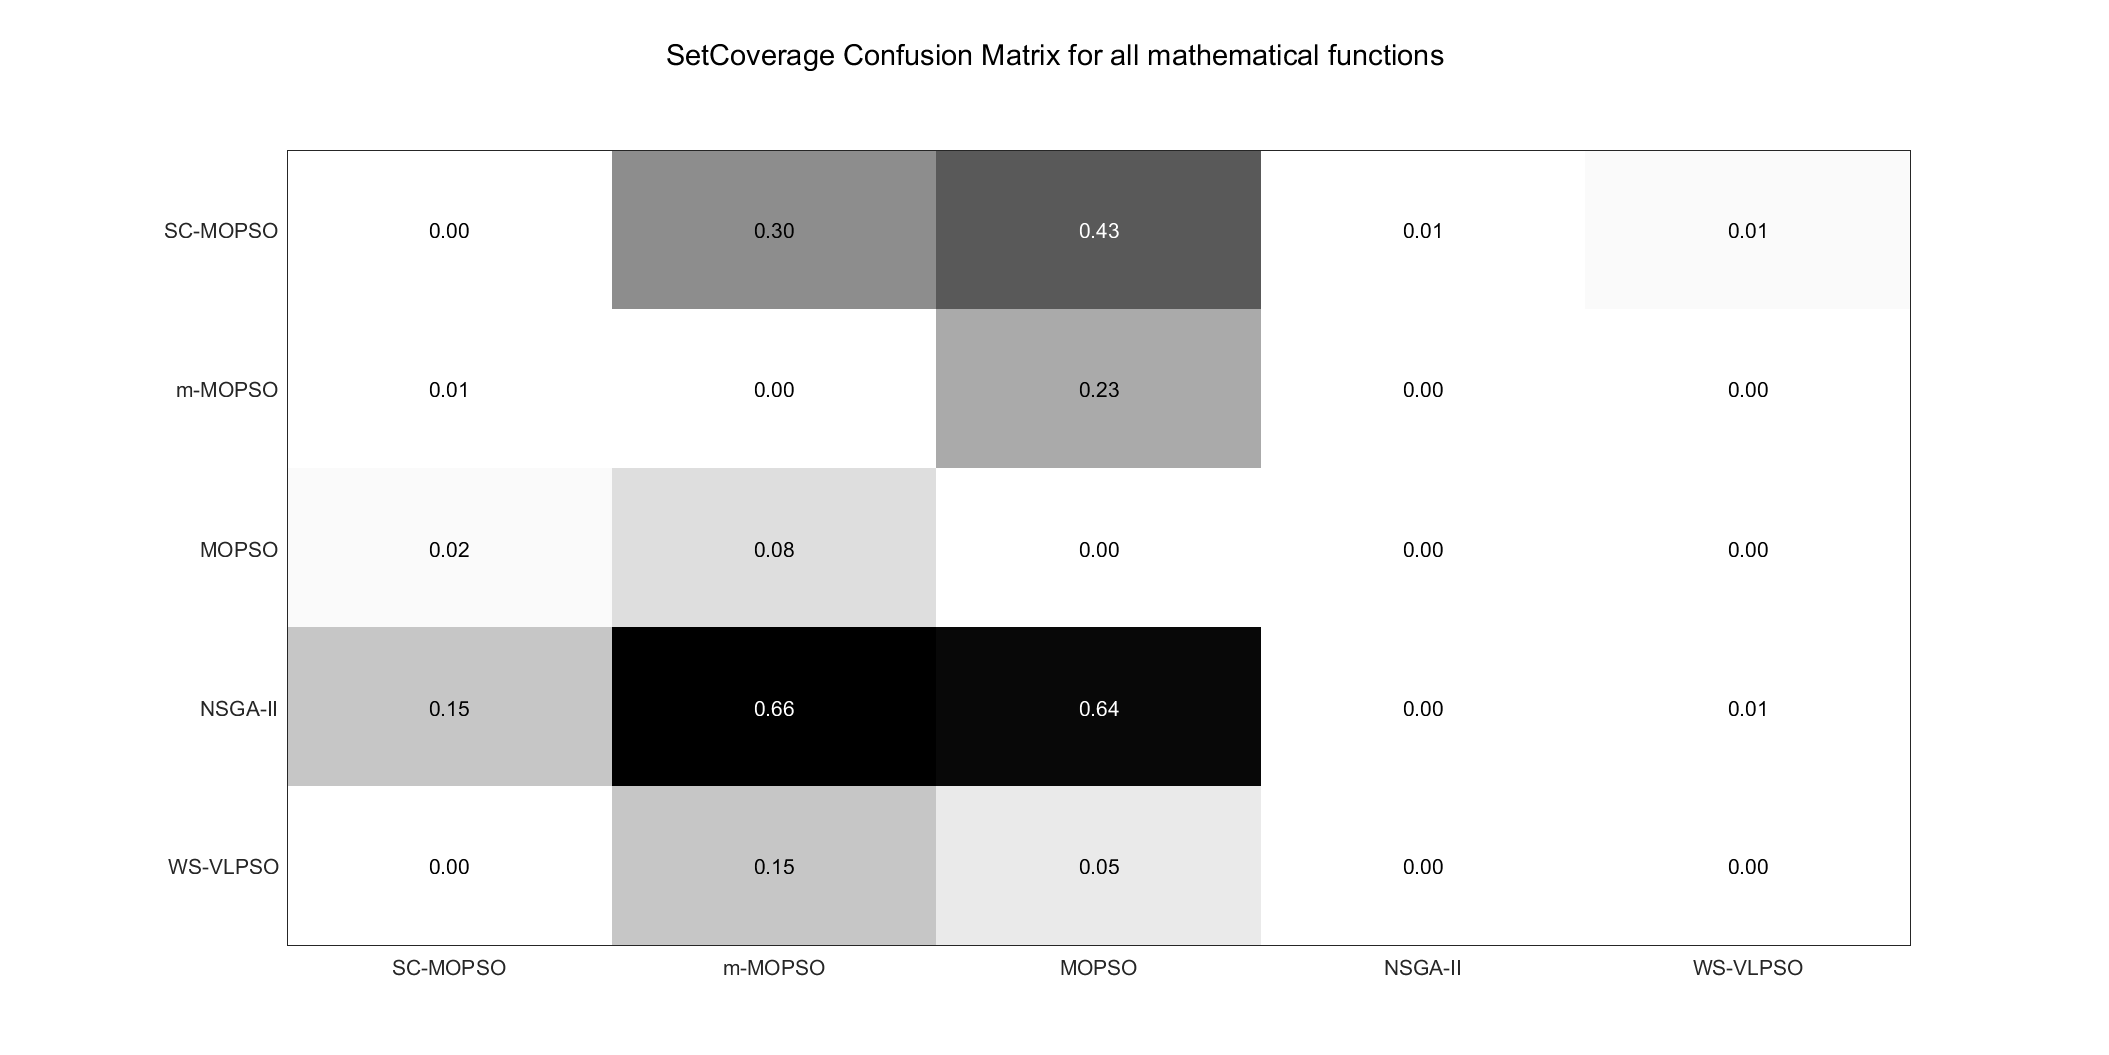 SetCoverage Confusion Matrix for all mathematical functions
SC-MOPSO 0.00 0.30 0.43 0.01 0.01
m-MOPSO 0.01 0.00 0.23 0.00 0.00
MOPSO 0.02 0.08 0.00 0.00 0.00
NSGA-II 0.15 0.66 0.64 0.00 0.01
WS-VLPSO 0.00 0.15 0.05 0.00 0.00
SC-MOPSO m-MOPSO MOPSO NSGA-II WS-VLPSO